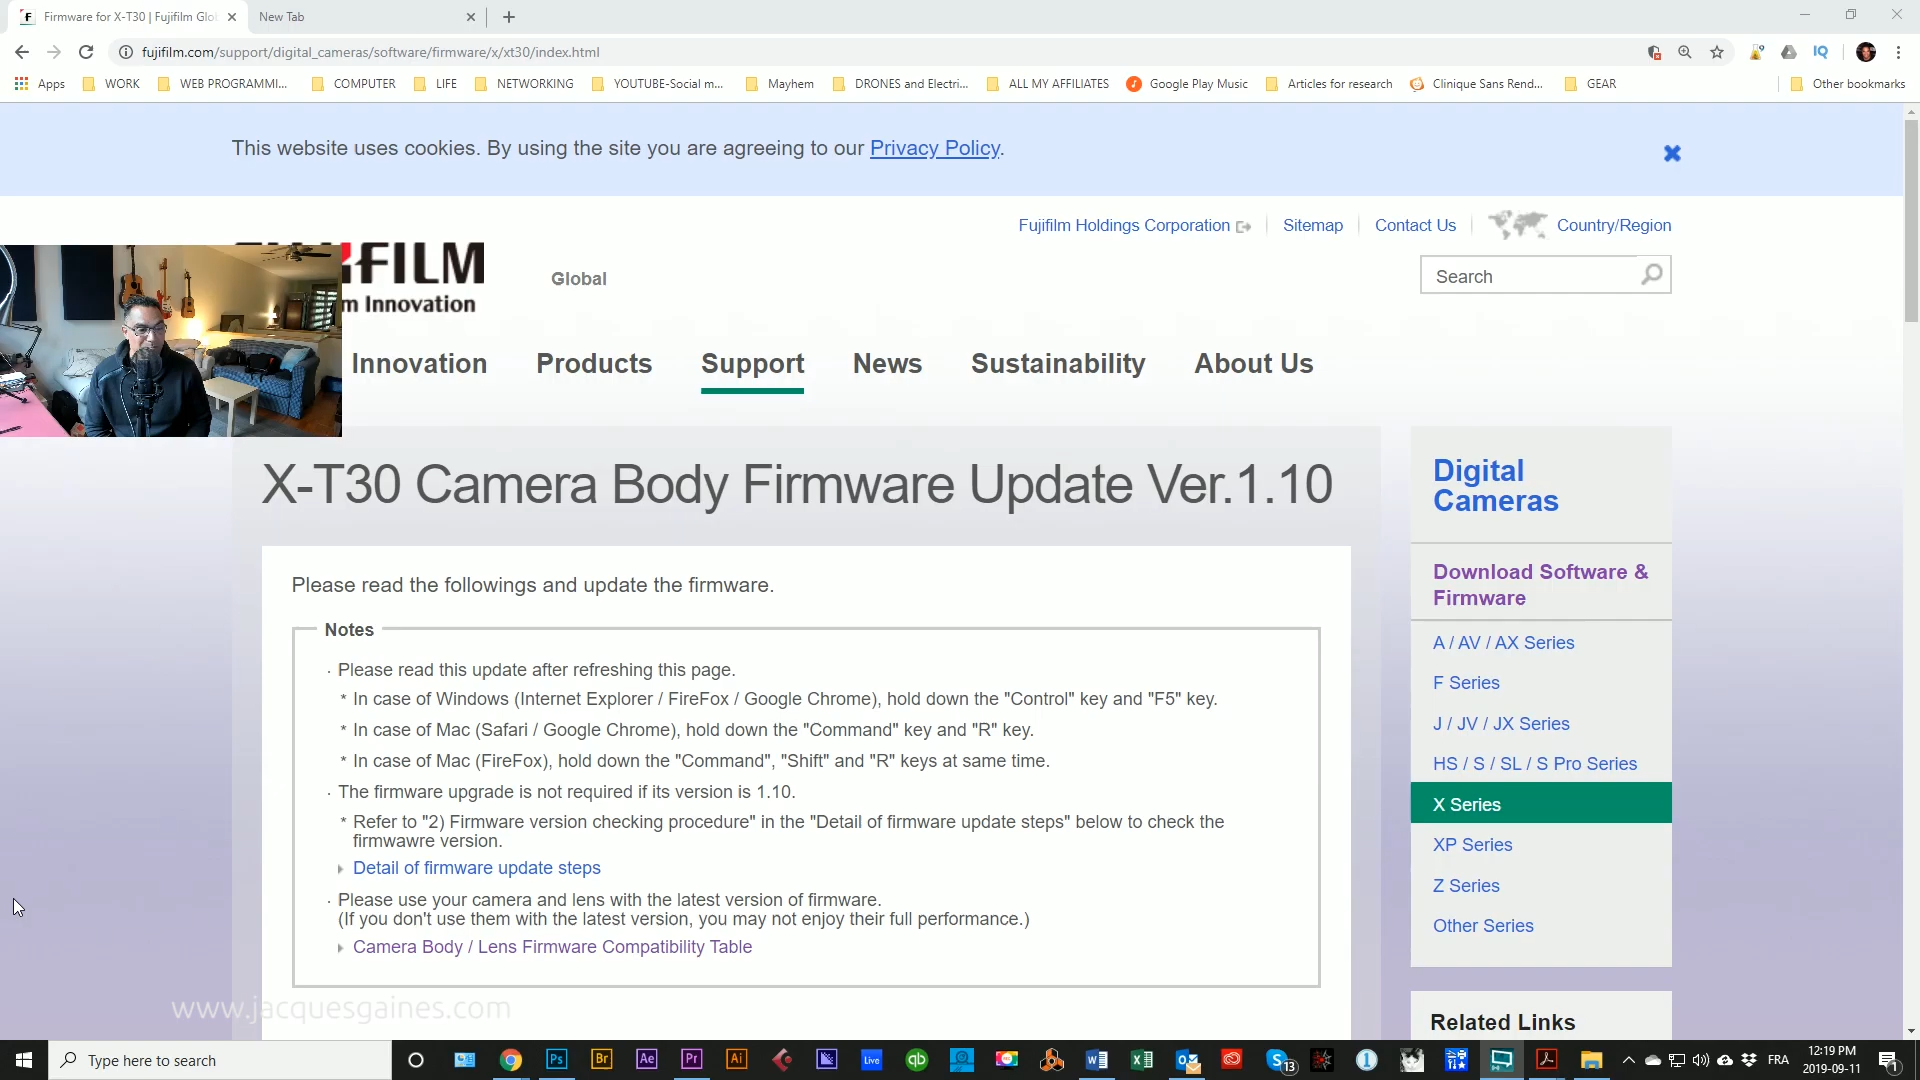 Firmware for X-T30 | Fujifilm Glo
New Tab
fujifilm.com/support/digital_cameras/software/firmware/x/xt30/index.html
Apps WORK WEB PROGRAMMI... COMPUTER LIFE NETWORKING YOUTUBE-Social m... Mayhem DRONES and Electri... ALL MY AFFILIATES Google Play Music Articles for research Clinique Sans Rend... GEAR Other bookmarks
This website uses cookies. By using the site you are agreeing to our Privacy Policy.
Fujifilm Holdings Corporation Sitemap Contact Us Country/Region
FILM
m Innovation
Global
Search
Innovation Products Support News Sustainability About Us
X-T30 Camera Body Firmware Update Ver.1.10
Please read the followings and update the firmware.
Notes
· Please read this update after refreshing this page.
* In case of Windows (Internet Explorer / FireFox / Google Chrome), hold down the "Control" key and "F5" key.
* In case of Mac (Safari / Google Chrome), hold down the "Command" key and "R" key.
* In case of Mac (FireFox), hold down the "Command", "Shift" and "R" keys at same time.
· The firmware upgrade is not required if its version is 1.10.
* Refer to "2) Firmware version checking procedure" in the "Detail of firmware update steps" below to check the
firmwawre version.
Detail of firmware update steps
· Please use your camera and lens with the latest version of firmware.
(If you don't use them with the latest version, you may not enjoy their full performance.)
Camera Body / Lens Firmware Compatibility Table
Digital
Cameras
Download Software &
Firmware
A / AV / AX Series
F Series
J / JV / JX Series
HS / S / SL / S Pro Series
X Series
XP Series
Z Series
Other Series
Related Links
www.jacquesgaines.com
Type here to search
Ps Br Ae Pr Ai Live qb 13 FRA
12:19 PM
2019-09-11
1